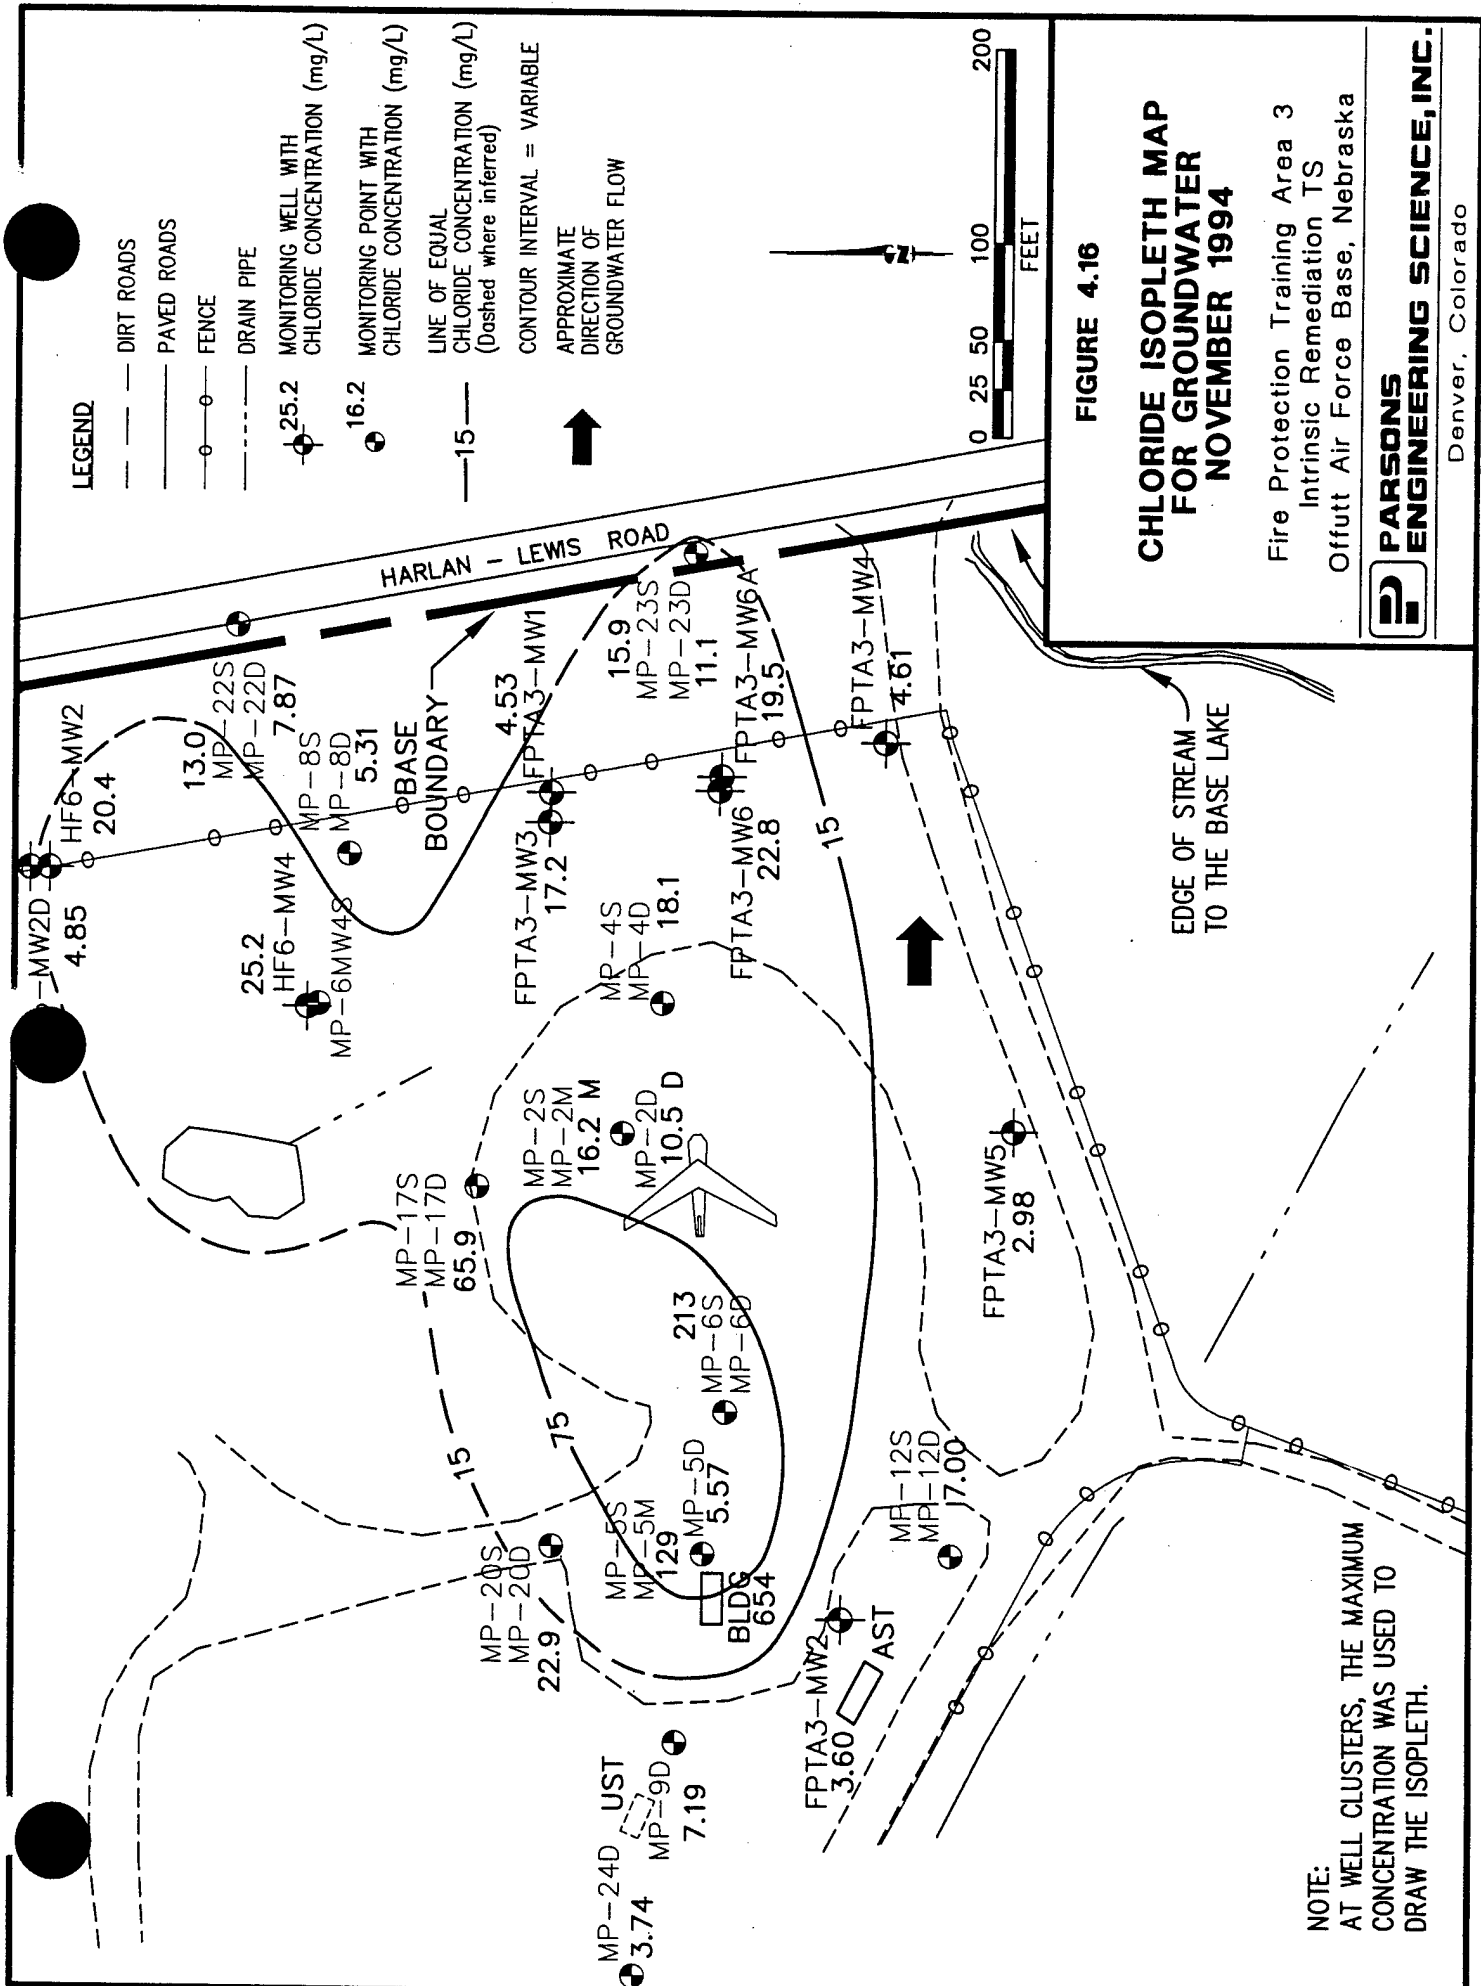 LEGEND
DIRT ROADS
PAVED ROADS
FENCE
DRAIN PIPE
25.2
MONITORING WELL WITH
CHLORIDE CONCENTRATION (mg/L)
16.2
MONITORING POINT WITH
CHLORIDE CONCENTRATION (mg/L)
15
LINE OF EQUAL
CHLORIDE CONCENTRATION (mg/L)
(Dashed where inferred)
CONTOUR INTERVAL = VARIABLE
APPROXIMATE
DIRECTION OF
GROUNDWATER FLOW
N
0 25 50 100 200
FEET
FIGURE 4.16
CHLORIDE ISOPLETH MAP
FOR GROUNDWATER
NOVEMBER 1994
Fire Protection Training Area 3
Intrinsic Remediation TS
Offutt Air Force Base, Nebraska
PARSONS
ENGINEERING SCIENCE, INC.
Denver, Colorado
HARLAN - LEWIS ROAD
-MW2D
4.85
HF6-MW2
20.4
13.0
MP-22S
MP-22D
7.87
MP-8S
MP-8D
5.31
25.2
HF6-MW4
MP-6MW4S
BASE
BOUNDARY
4.53
FPTA3-MW1
FPTA3-MW3
17.2
15.9
MP-23S
MP-23D
11.1
FPTA3-MW6A
19.5
FPTA3-MW6
22.8
MP-4S
MP-4D
18.1
FPTA3-MW4
4.61
15
MP-2S
MP-2M
16.2 M
MP-2D
10.5 D
MP-17S
MP-17D
65.9
213
MP-6S
MP-6D
75
15
MP-5S
MP-5M
129
MP-5D
5.57
BLDG
654
MP-20S
MP-20D
22.9
MP-12S
MP-12D
7.00
FPTA3-MW5
2.98
FPTA3-MW2
3.60
AST
UST
MP-9D
7.19
MP-24D
3.74
EDGE OF STREAM
TO THE BASE LAKE
NOTE:
AT WELL CLUSTERS, THE MAXIMUM
CONCENTRATION WAS USED TO
DRAW THE ISOPLETH.